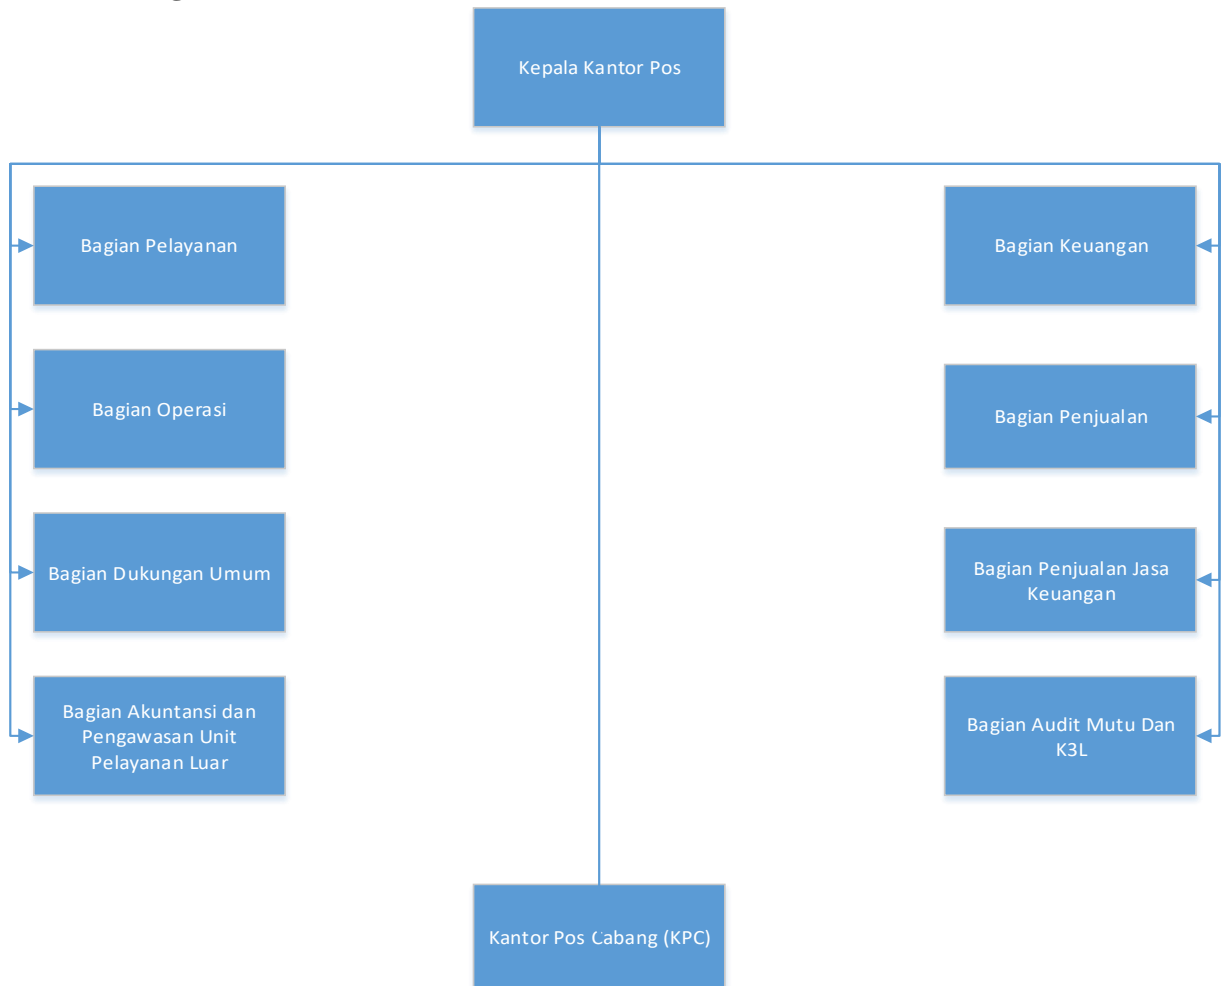 Kepala Kantor Pos
Bagian Pelayanan
Bagian Keuangan
Bagian Operasi
Bagian Penjualan
Bagian Dukungan Umum
Bagian Penjualan Jasa
Keuangan
Bagian Akuntansi dan
Pengawasan Unit
Pelayanan Luar
Bagian Audit Mutu Dan
K3L
Kantor Pos Cabang (KPC)